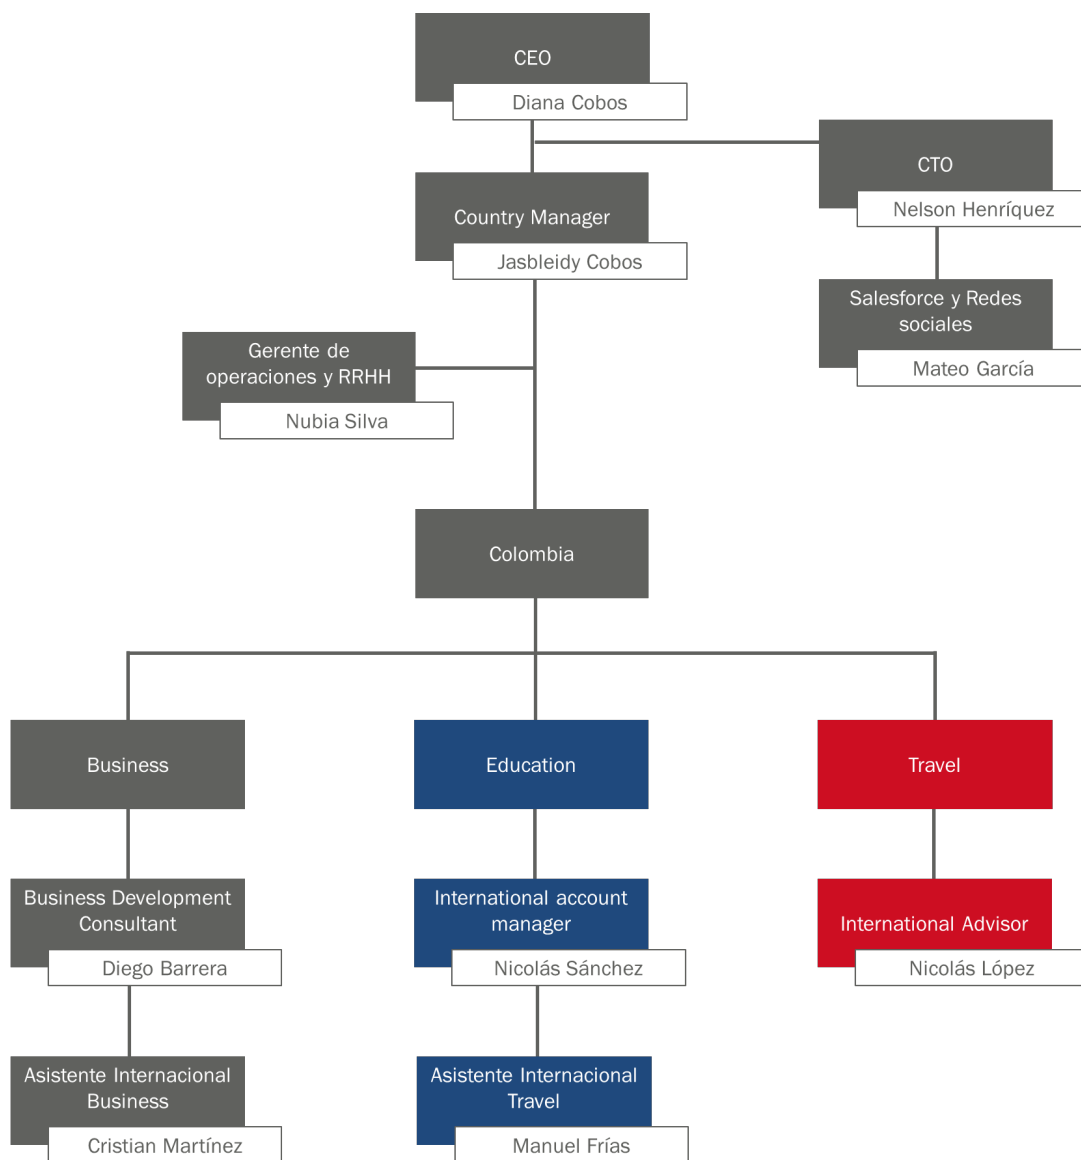 CEO
Diana Cobos
CTO
Nelson Henríquez
Country Manager
Jasbleidy Cobos
Salesforce y Redes
sociales
Mateo García
Gerente de
operaciones y RRHH
Nubia Silva
Colombia
Business
Education
Travel
Business Development
Consultant
Diego Barrera
International account
manager
Nicolás Sánchez
International Advisor
Nicolás López
Asistente Internacional
Business
Cristian Martínez
Asistente Internacional
Travel
Manuel Frías